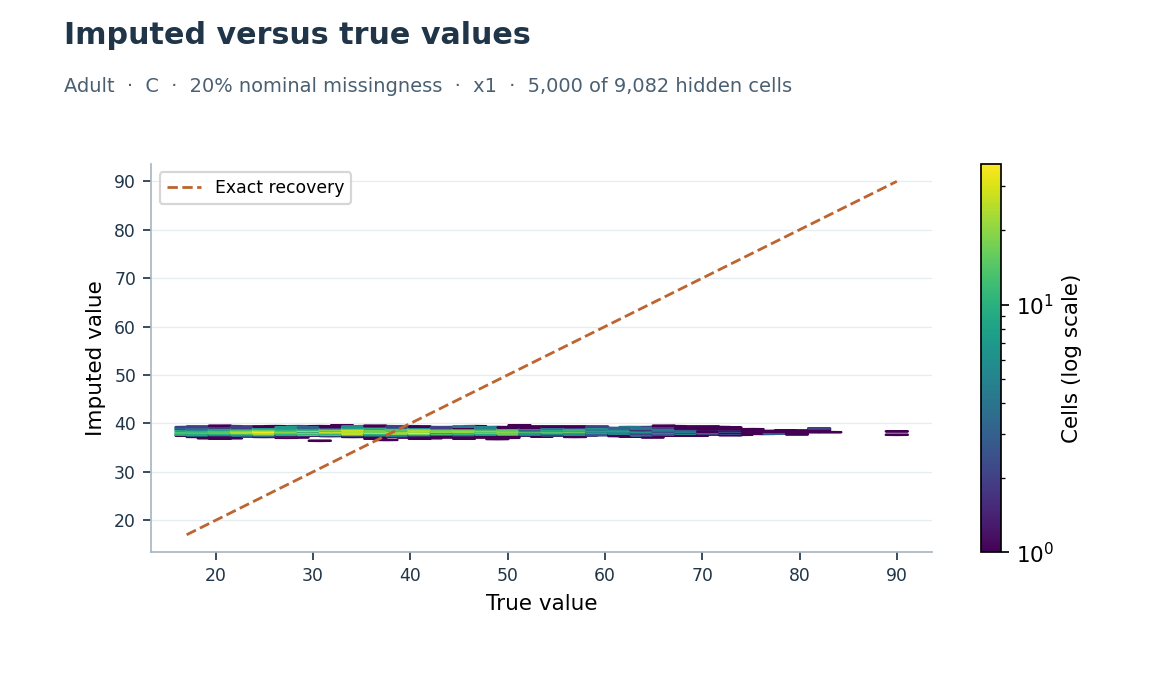 Imputed versus true values
Adult · C · 20% nominal missingness · x1 · 5,000 of 9,082 hidden cells
Exact recovery
90
80
70
60
50
40
30
20
Imputed value
20 30 40 50 60 70 80 90
True value
10¹
10⁰
Cells (log scale)